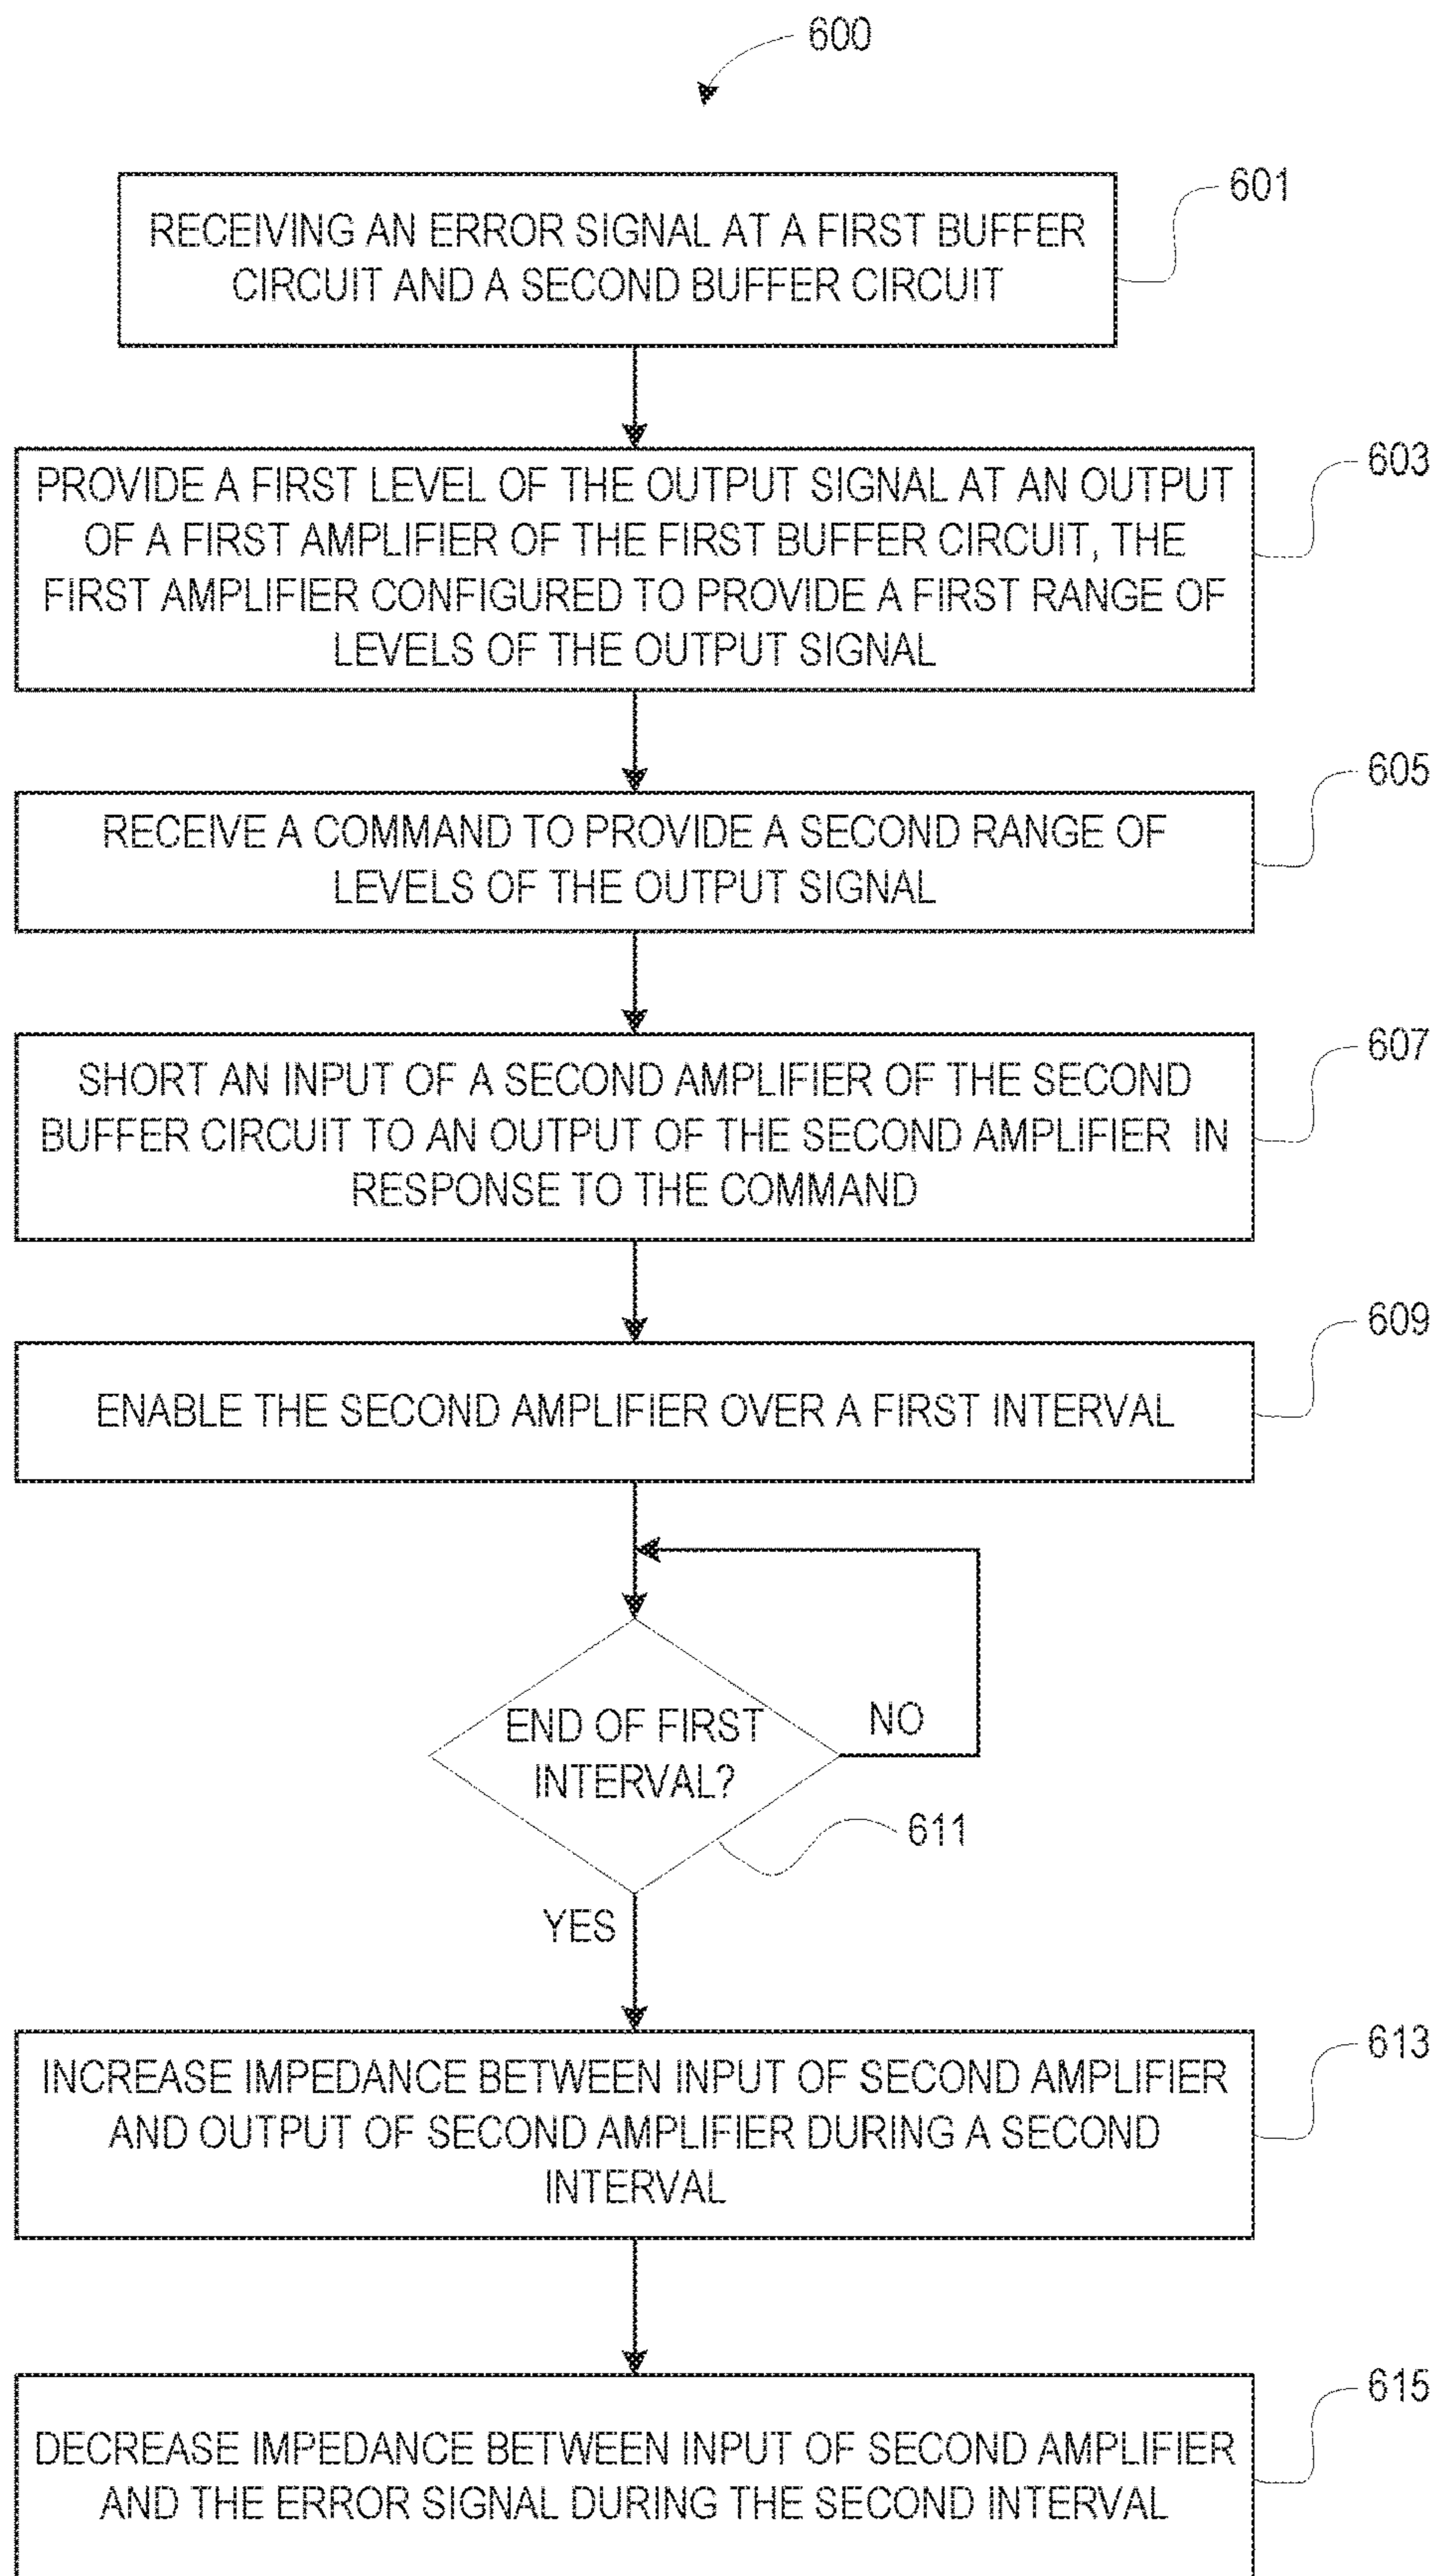 600
RECEIVING AN ERROR SIGNAL AT A FIRST BUFFER
CIRCUIT AND A SECOND BUFFER CIRCUIT
601
PROVIDE A FIRST LEVEL OF THE OUTPUT SIGNAL AT AN OUTPUT
OF A FIRST AMPLIFIER OF THE FIRST BUFFER CIRCUIT, THE
FIRST AMPLIFIER CONFIGURED TO PROVIDE A FIRST RANGE OF
LEVELS OF THE OUTPUT SIGNAL
603
RECEIVE A COMMAND TO PROVIDE A SECOND RANGE OF
LEVELS OF THE OUTPUT SIGNAL
605
SHORT AN INPUT OF A SECOND AMPLIFIER OF THE SECOND
BUFFER CIRCUIT TO AN OUTPUT OF THE SECOND AMPLIFIER IN
RESPONSE TO THE COMMAND
607
ENABLE THE SECOND AMPLIFIER OVER A FIRST INTERVAL
609
END OF FIRST
INTERVAL?
NO
611
YES
INCREASE IMPEDANCE BETWEEN INPUT OF SECOND AMPLIFIER
AND OUTPUT OF SECOND AMPLIFIER DURING A SECOND
INTERVAL
613
DECREASE IMPEDANCE BETWEEN INPUT OF SECOND AMPLIFIER
AND THE ERROR SIGNAL DURING THE SECOND INTERVAL
615